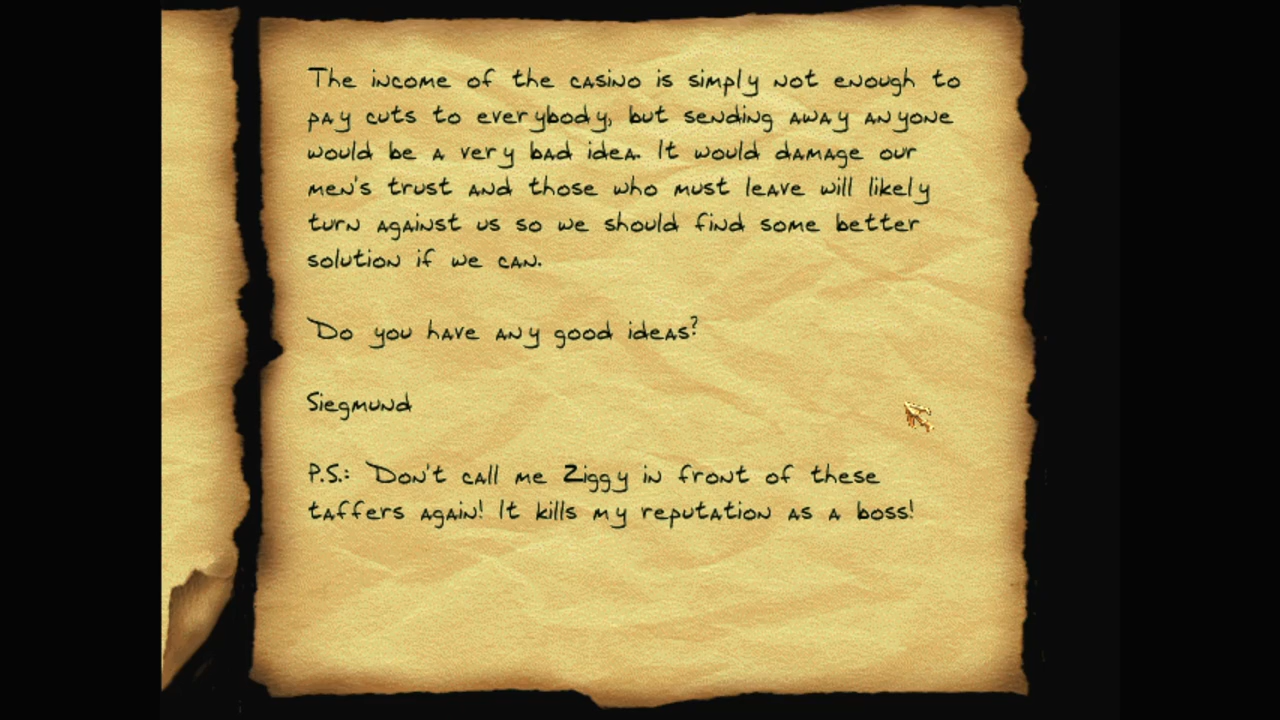 The income of the casino is simply not enough to
pay cuts to everybody, but sending away anyone
would be a very bad idea. It would damage our
men's trust and those who must leave will likely
turn against us so we should find some better
solution if we can.
Do you have any good ideas?
Siegmund
P.S.: Don't call me Ziggy in front of these
taffers again! It kills my reputation as a boss!